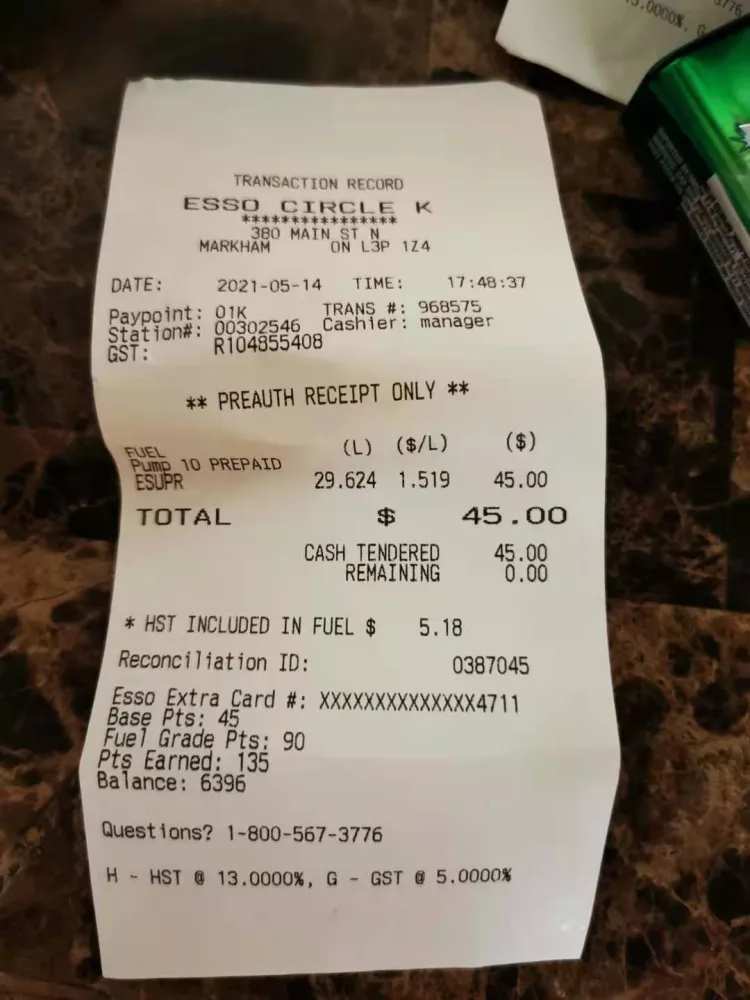 TRANSACTION RECORD
ESSO CIRCLE K
****************
380 MAIN ST N
MARKHAM ON L3P 1Z4
DATE: 2021-05-14 TIME: 17:48:37
Paypoint: 01K TRANS #: 968575
Station#: 00302546 Cashier: manager
GST: R104855408
** PREAUTH RECEIPT ONLY **
FUEL (L) ($/L) ($)
Pump 10 PREPAID
ESUPR 29.624 1.519 45.00
TOTAL $ 45.00
CASH TENDERED 45.00
REMAINING 0.00
* HST INCLUDED IN FUEL $ 5.18
Reconciliation ID: 0387045
Esso Extra Card #: XXXXXXXXXXXXXXX4711
Base Pts: 45
Fuel Grade Pts: 90
Pts Earned: 135
Balance: 6396
Questions? 1-800-567-3776
H - HST @ 13.0000%, G - GST @ 5.0000%